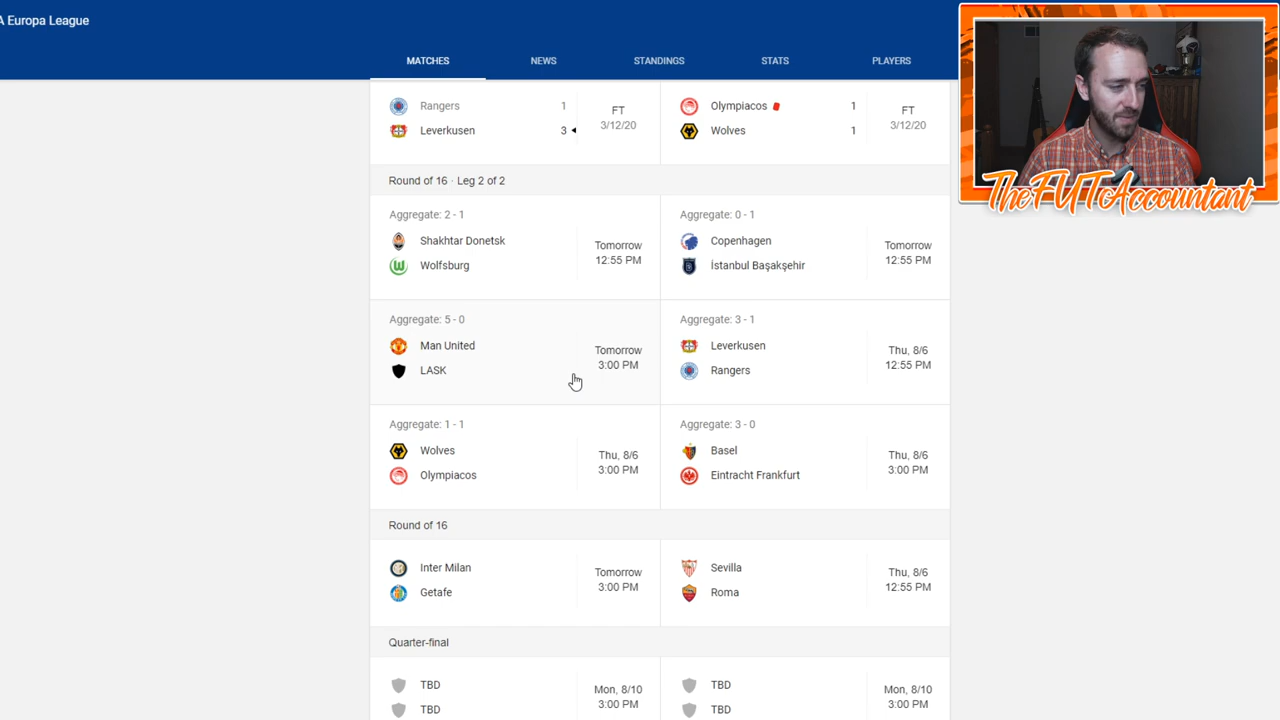 A Europa League
MATCHES
NEWS
STANDINGS
STATS
PLAYERS
Rangers 1
Leverkusen 3
FT
3/12/20
Olympiacos 1
Wolves 1
FT
3/12/20
Round of 16 · Leg 2 of 2
Aggregate: 2 - 1
Shakhtar Donetsk
Wolfsburg
Tomorrow
12:55 PM
Aggregate: 0 - 1
Copenhagen
İstanbul Başakşehir
Tomorrow
12:55 PM
Aggregate: 5 - 0
Man United
LASK
Tomorrow
3:00 PM
Aggregate: 3 - 1
Leverkusen
Rangers
Thu, 8/6
12:55 PM
Aggregate: 1 - 1
Wolves
Olympiacos
Thu, 8/6
3:00 PM
Aggregate: 3 - 0
Basel
Eintracht Frankfurt
Thu, 8/6
3:00 PM
Round of 16
Inter Milan
Getafe
Tomorrow
3:00 PM
Sevilla
Roma
Thu, 8/6
12:55 PM
Quarter-final
TBD
TBD
Mon, 8/10
3:00 PM
TBD
TBD
Mon, 8/10
3:00 PM
TheFUTAccountant